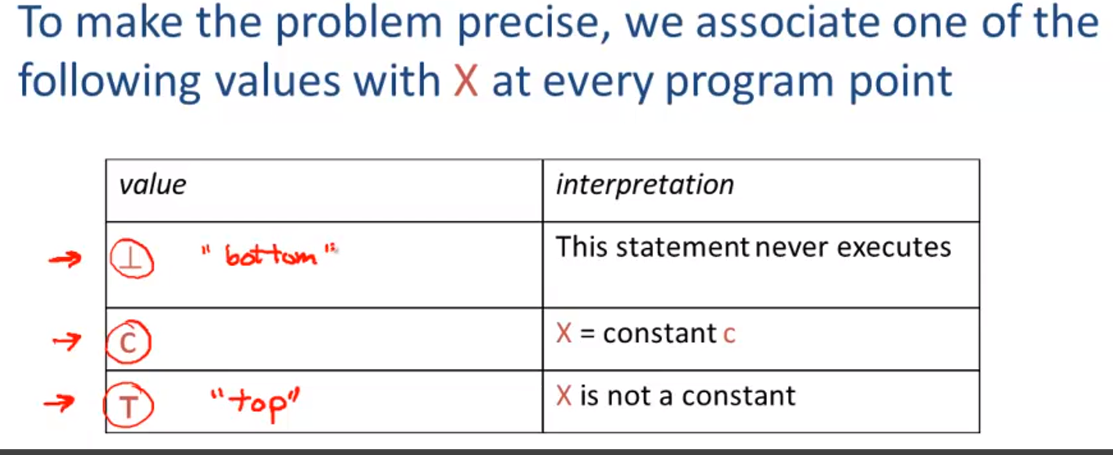 To make the problem precise, we associate one of the
following values with X at every program point
value interpretation
⊥ "bottom" This statement never executes
C X = constant c
T "top" X is not a constant